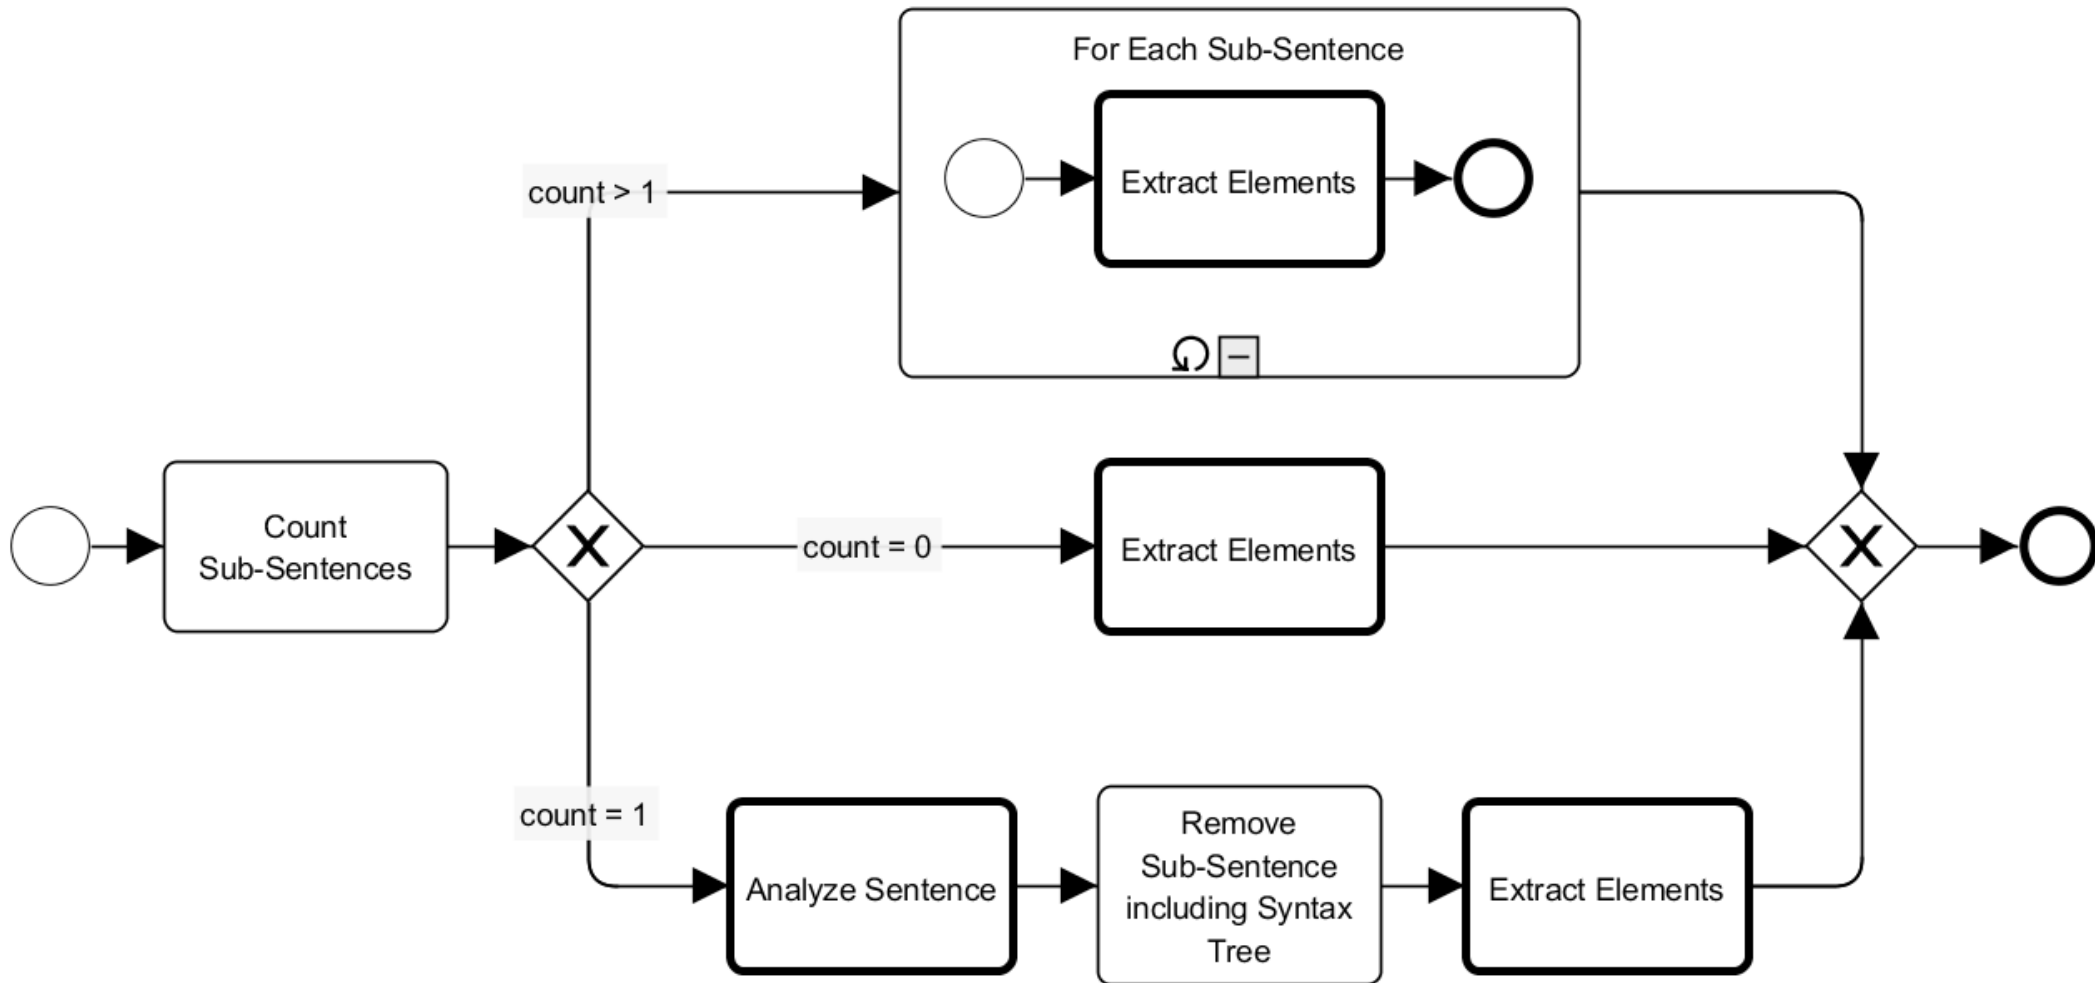 For Each Sub-Sentence
Extract Elements
count > 1
Count
Sub-Sentences
X
count = 0
Extract Elements
X
count = 1
Analyze Sentence
Remove
Sub-Sentence
including Syntax
Tree
Extract Elements